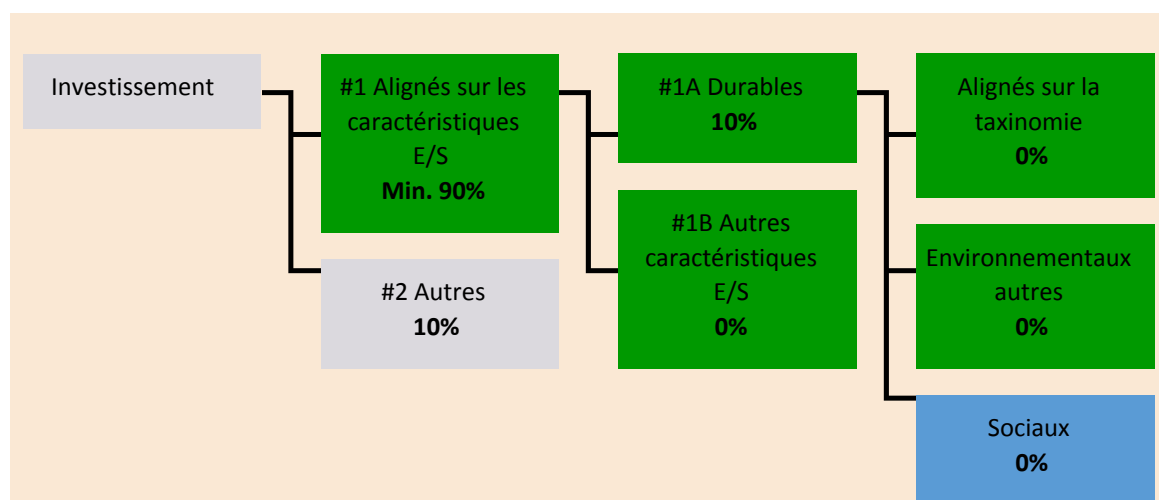 Investissement
#1 Alignés sur les
caractéristiques
E/S
Min. 90%
#2 Autres
10%
#1A Durables
10%
#1B Autres
caractéristiques
E/S
0%
Alignés sur la
taxinomie
0%
Environnementaux
autres
0%
Sociaux
0%